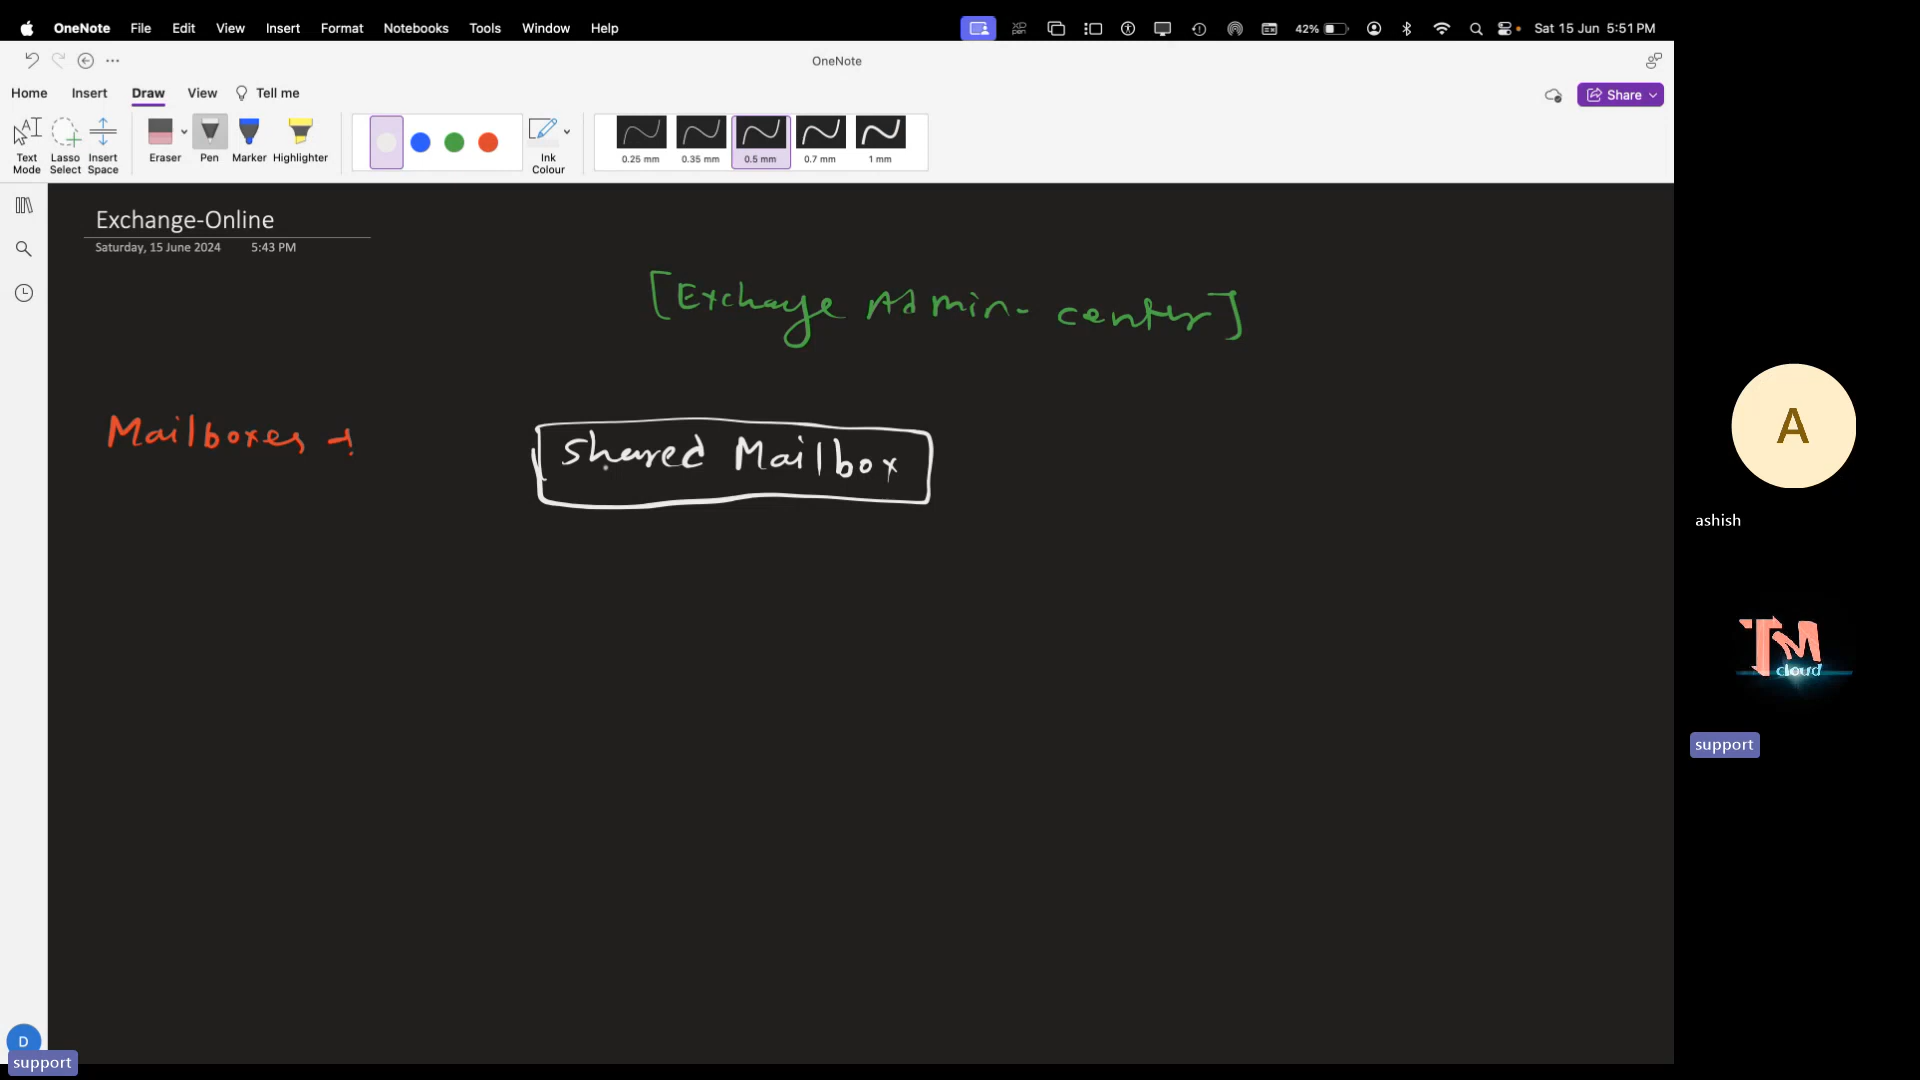 OneNote File Edit View Insert Format Notebooks Tools Window Help XP pen 42% Sat 15 Jun 5:51 PM
OneNote
Home Insert Draw View Tell me Share
Text Mode
Lasso Select
Insert Space
Eraser
Pen
Marker
Highlighter
Ink Colour
0.25 mm 0.35 mm 0.5 mm 0.7 mm 1 mm
Exchange-Online
Saturday, 15 June 2024 5:43 PM
[Exchange Admin- center]
Mailboxes
Shared Mailbox
A
ashish
TM
cloud
support
D
support